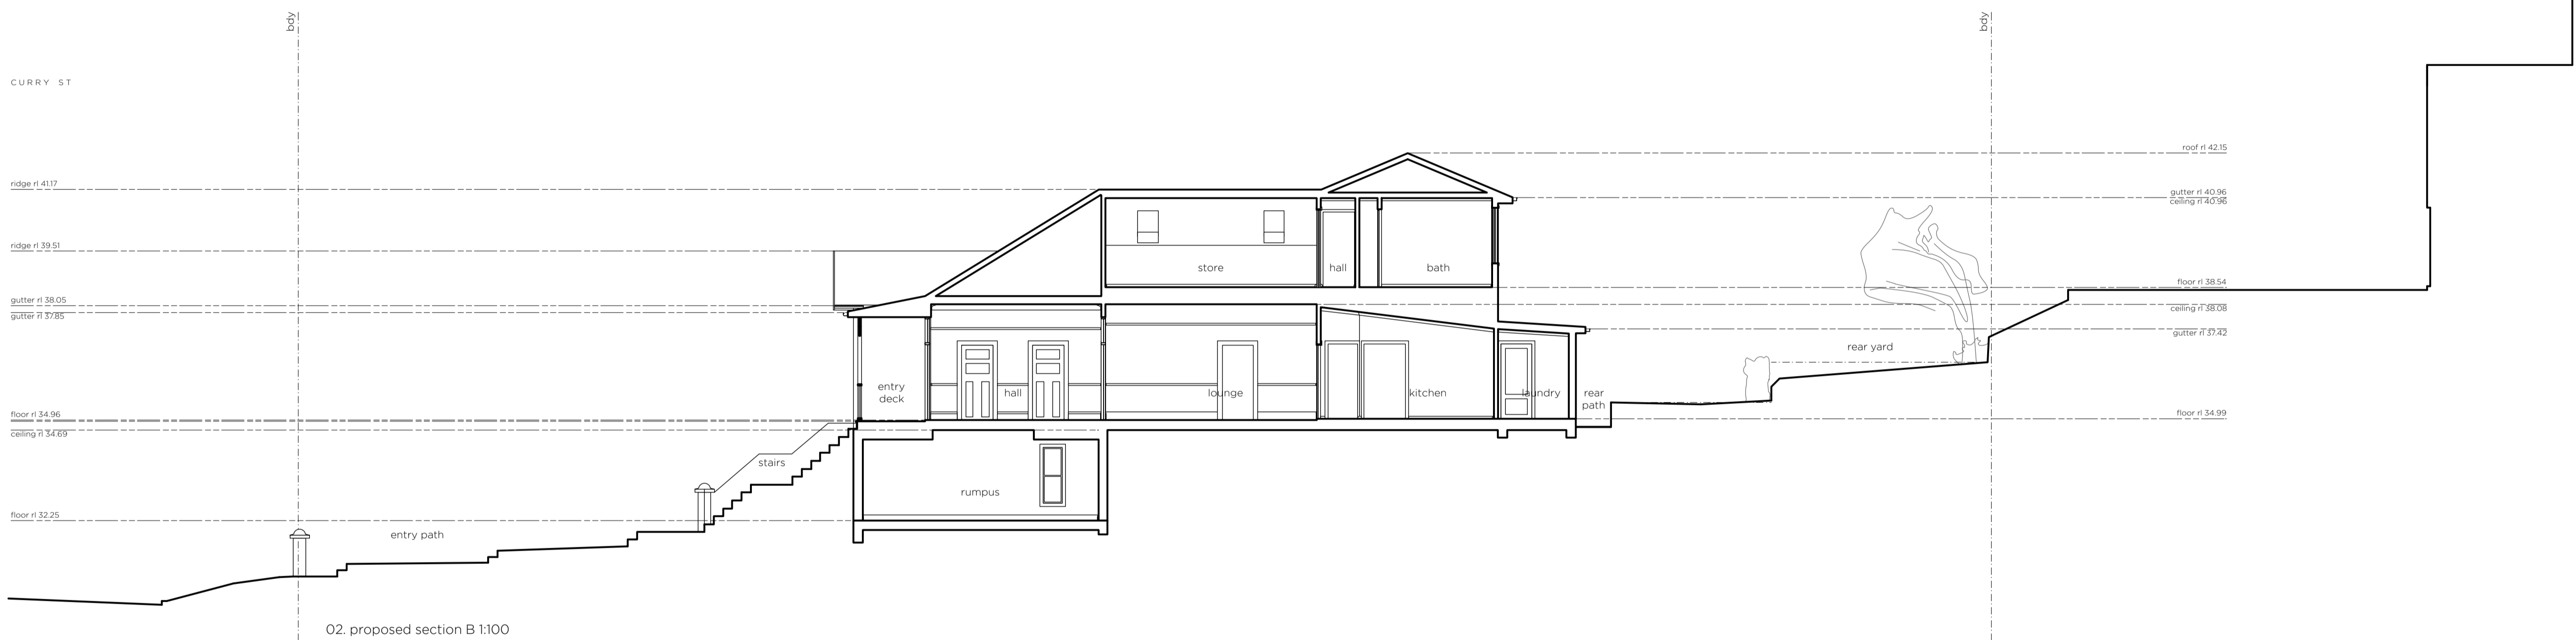 bdy
bdy
CURRY ST
roof rl 42.15
ridge rl 41.17
gutter rl 40.96
ceiling rl 40.96
ridge rl 39.51
store
hall
bath
floor rl 38.54
gutter rl 38.05
ceiling rl 38.08
gutter rl 37.85
gutter rl 37.42
rear yard
entry
deck
hall
lounge
kitchen
laundry
rear
path
floor rl 34.96
floor rl 34.99
ceiling rl 34.69
stairs
rumpus
floor rl 32.25
entry path
02. proposed section B 1:100